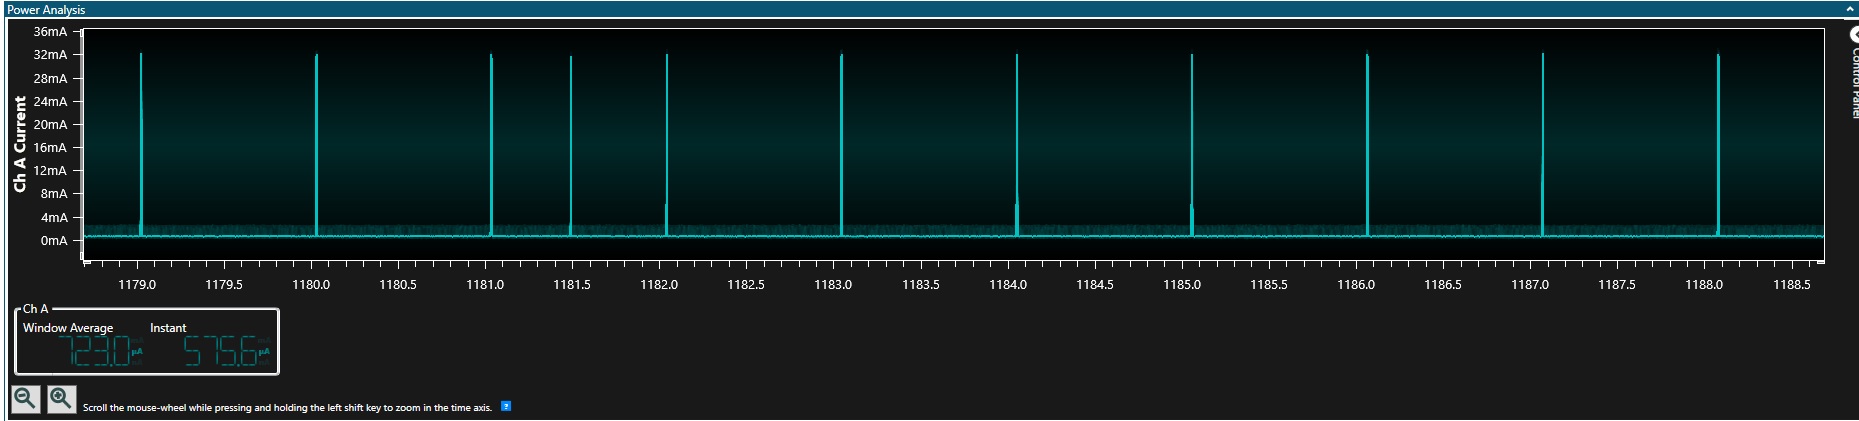 Power Analysis
Control Panel
Ch A Current
36mA
32mA
28mA
24mA
20mA
16mA
12mA
8mA
4mA
0mA
1179.0 1179.5 1180.0 1180.5 1181.0 1181.5 1182.0 1182.5 1183.0 1183.5 1184.0 1184.5 1185.0 1185.5 1186.0 1186.5 1187.0 1187.5 1188.0 1188.5
Ch A
Window Average Instant
723.0 µA 575.6 µA
Scroll the mouse-wheel while pressing and holding the left shift key to zoom in the time axis. ?